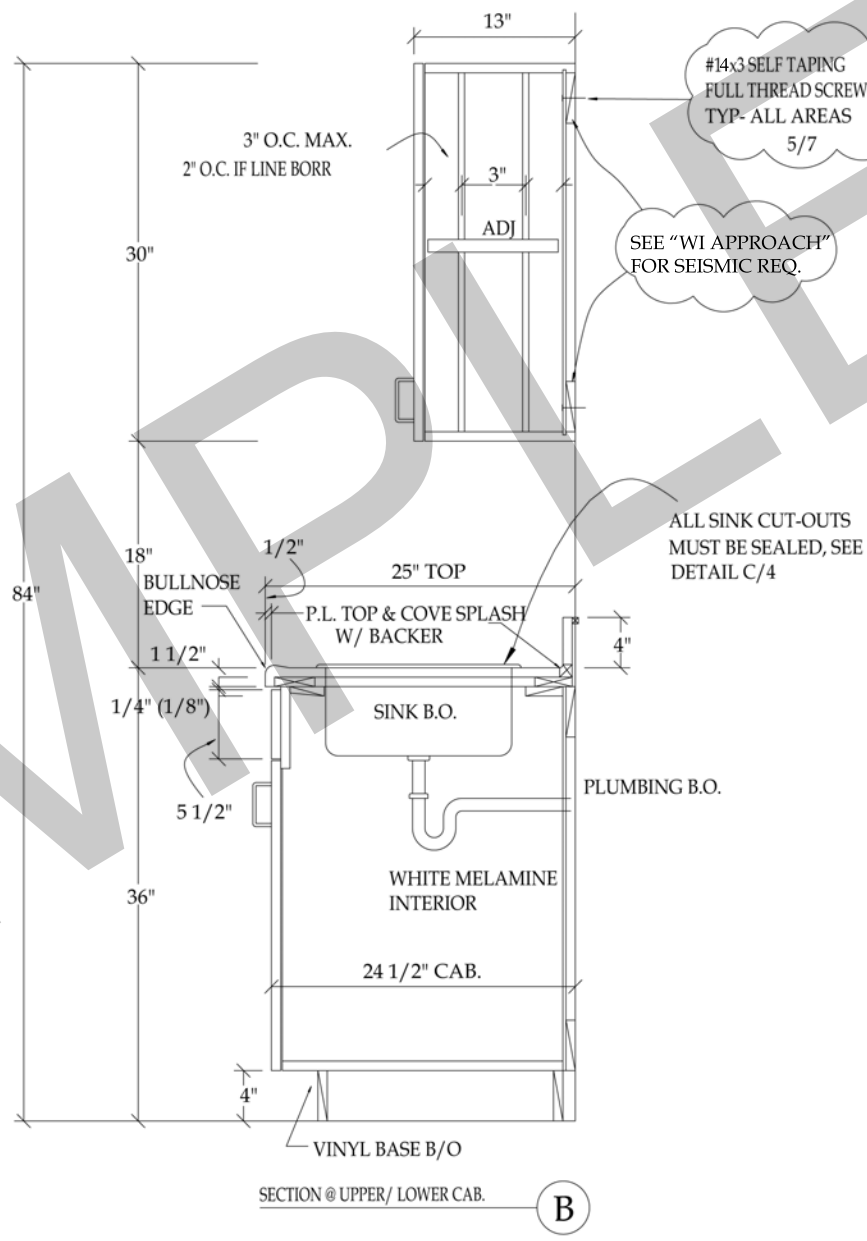 13"
#14x3 SELF TAPING
FULL THREAD SCREW
TYP- ALL AREAS
5/7
3" O.C. MAX.
2" O.C. IF LINE BORR
3"
ADJ
SEE “WI APPROACH”
FOR SEISMIC REQ.
30"
84"
18"
1/2"
25" TOP
ALL SINK CUT-OUTS
MUST BE SEALED, SEE
DETAIL C/4
BULLNOSE
EDGE
P.L. TOP & COVE SPLASH
W/ BACKER
4"
1 1/2"
1/4" (1/8")
SINK B.O.
5 1/2"
PLUMBING B.O.
WHITE MELAMINE
INTERIOR
36"
24 1/2" CAB.
4"
VINYL BASE B/O
SECTION @ UPPER/ LOWER CAB.
B
MPLE